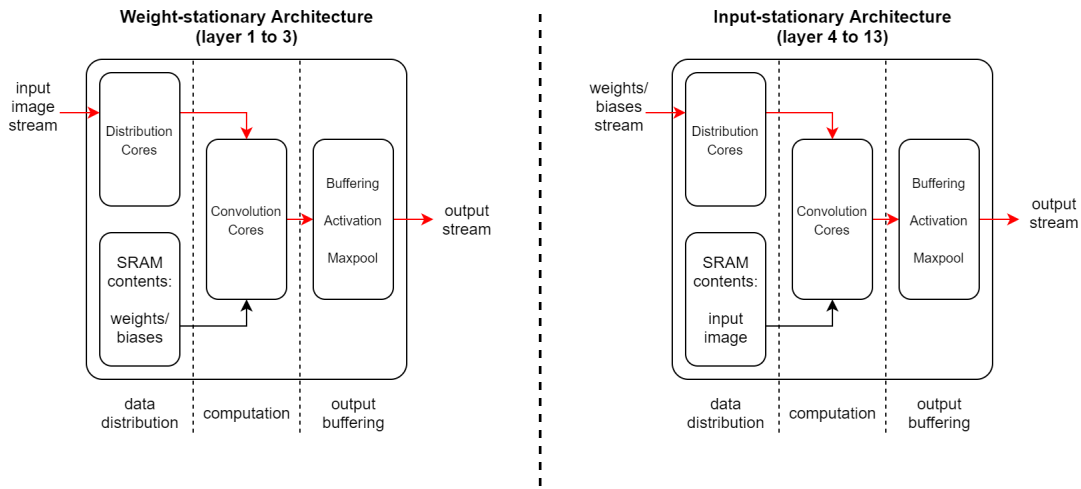 Weight-stationary Architecture
(layer 1 to 3)
input
image
stream
Distribution
Cores
Convolution
Cores
Buffering
Activation
Maxpool
output
stream
SRAM
contents:
weights/
biases
data
distribution
computation
output
buffering
Input-stationary Architecture
(layer 4 to 13)
weights/
biases
stream
Distribution
Cores
Convolution
Cores
Buffering
Activation
Maxpool
output
stream
SRAM
contents:
input
image
data
distribution
computation
output
buffering